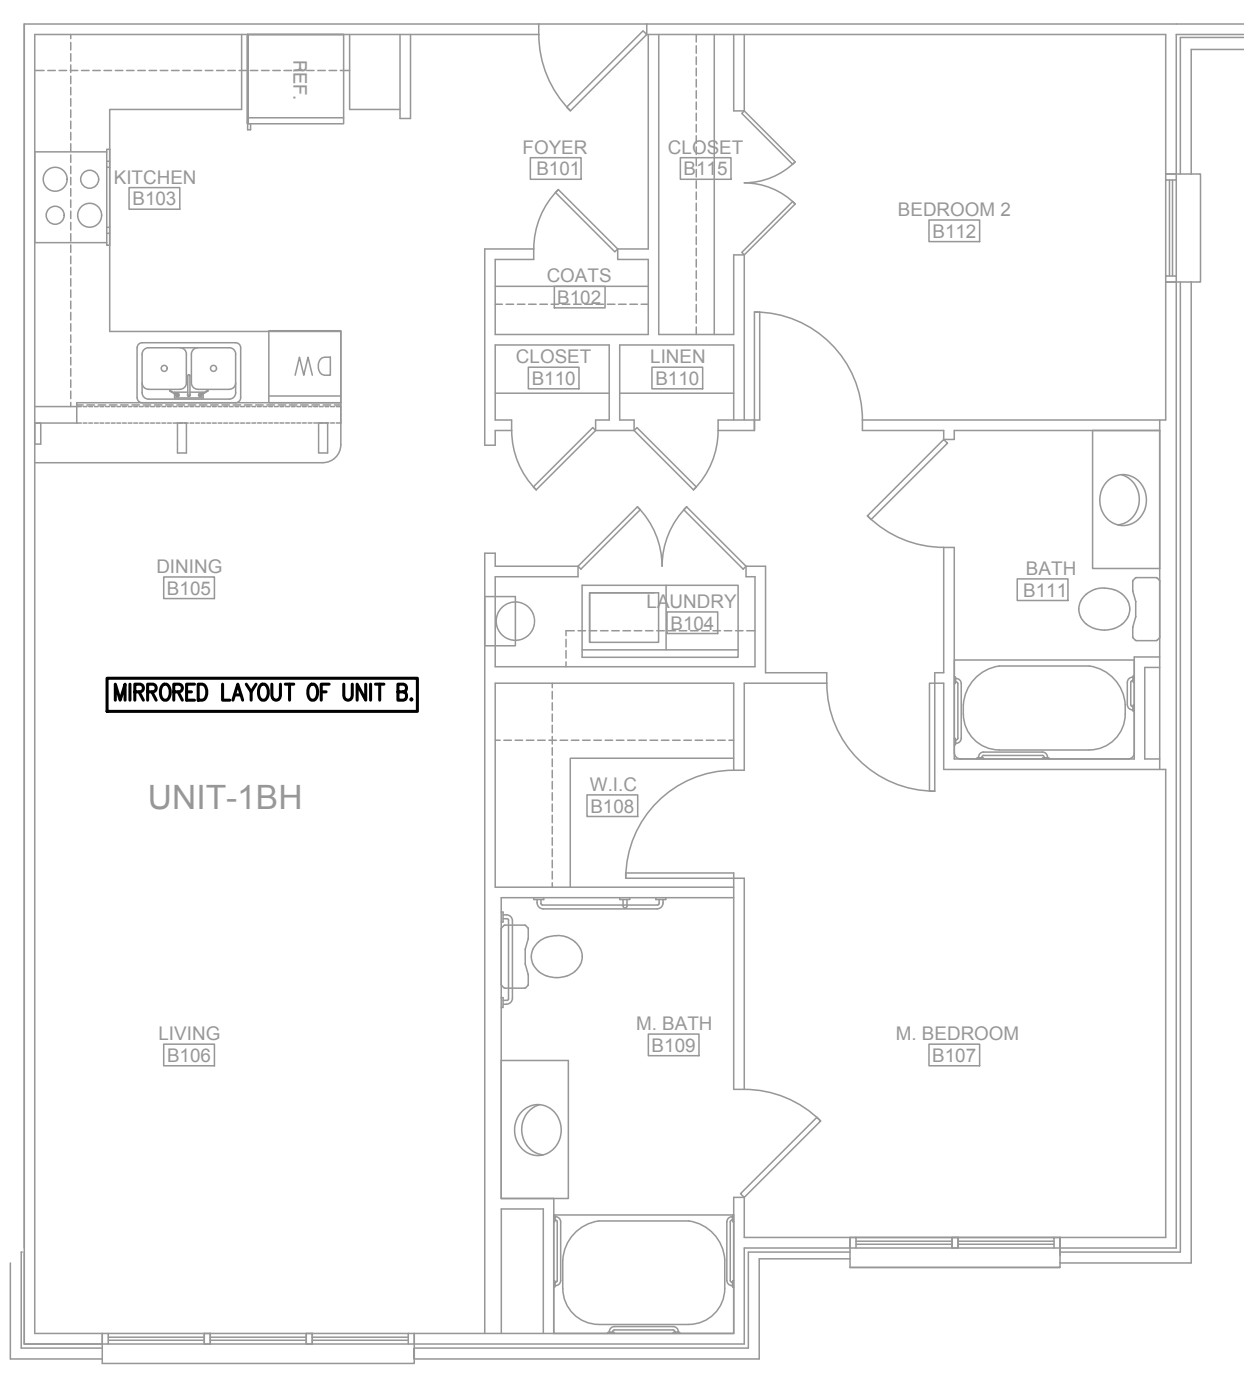 REF.
FOYER
B101
CLOSET
B115
KITCHEN
B103
BEDROOM 2
B112
COATS
B102
CLOSET
B110
LINEN
B110
DW
DINING
B105
BATH
B111
LAUNDRY
B104
MIRRORED LAYOUT OF UNIT B.
UNIT-1BH
W.I.C
B108
LIVING
B106
M. BATH
B109
M. BEDROOM
B107